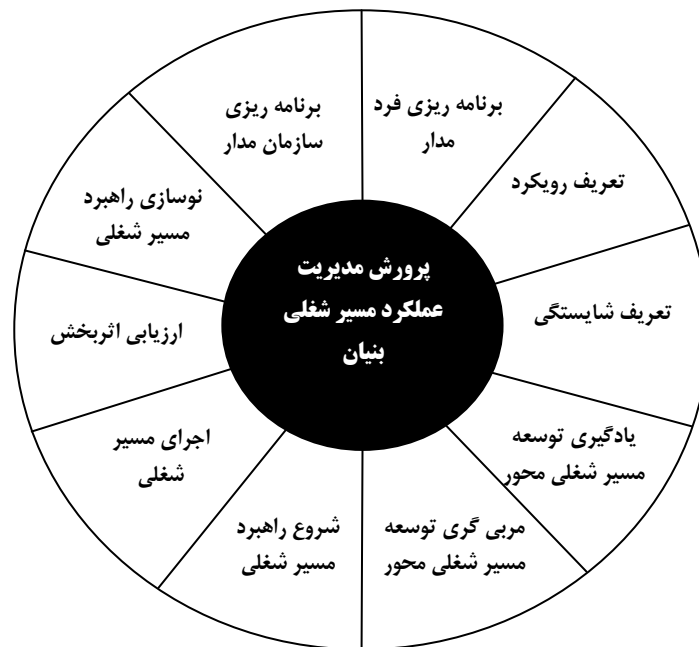 برنامه ریزی فرد
مدار
تعریف رویکرد
تعریف شایستگی
یادگیری توسعه
مسیر شغلی محور
مربی گری توسعه
مسیر شغلی محور
شروع راهبرد
مسیر شغلی
اجرای مسیر
شغلی
ارزیابی اثربخش
نوسازی راهبرد
مسیر شغلی
برنامه ریزی
سازمان مدار
پرورش مدیریت
عملکرد مسیر شغلی
بنیان